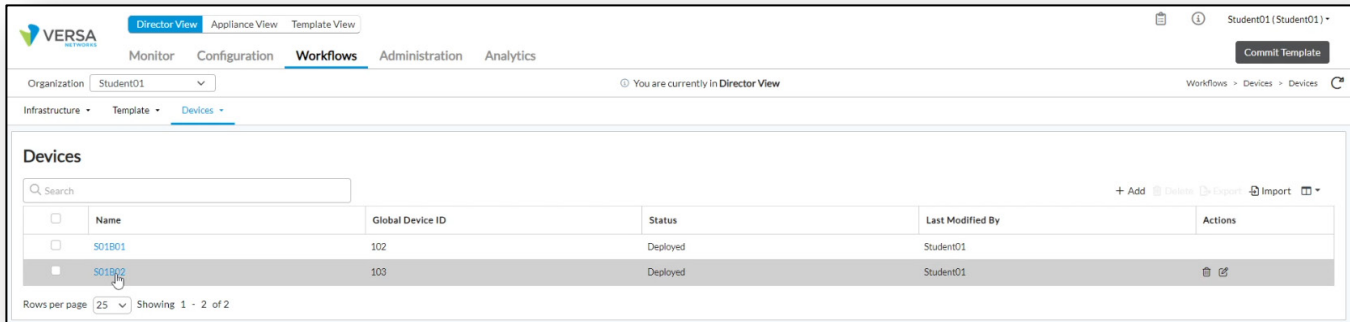 Director View Appliance View Template View Student01 (Student01)
VERSA
NETWORKS
Monitor Configuration Workflows Administration Analytics Commit Template
Organization Student01 You are currently in Director View Workflows > Devices > Devices
Infrastructure Template Devices
Devices
Search + Add Delete Export Import
Name Global Device ID Status Last Modified By Actions
S01B01 102 Deployed Student01
S01B02 103 Deployed Student01
Rows per page 25 Showing 1 - 2 of 2